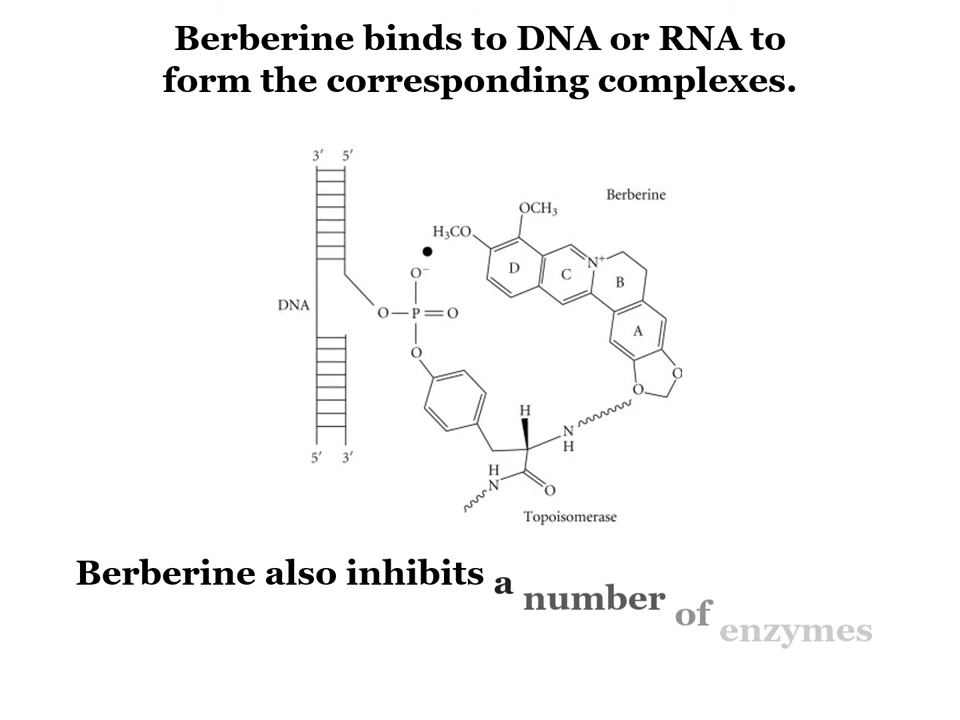 Berberine binds to DNA or RNA to
form the corresponding complexes.
3′ 5′
Berberine
OCH₃
H₃CO
D
C
N⁺
B
O⁻
DNA
O—P=O
A
O
O
O
H
N
H
H
N
O
5′ 3′
Topoisomerase
Berberine also inhibits a number of enzymes